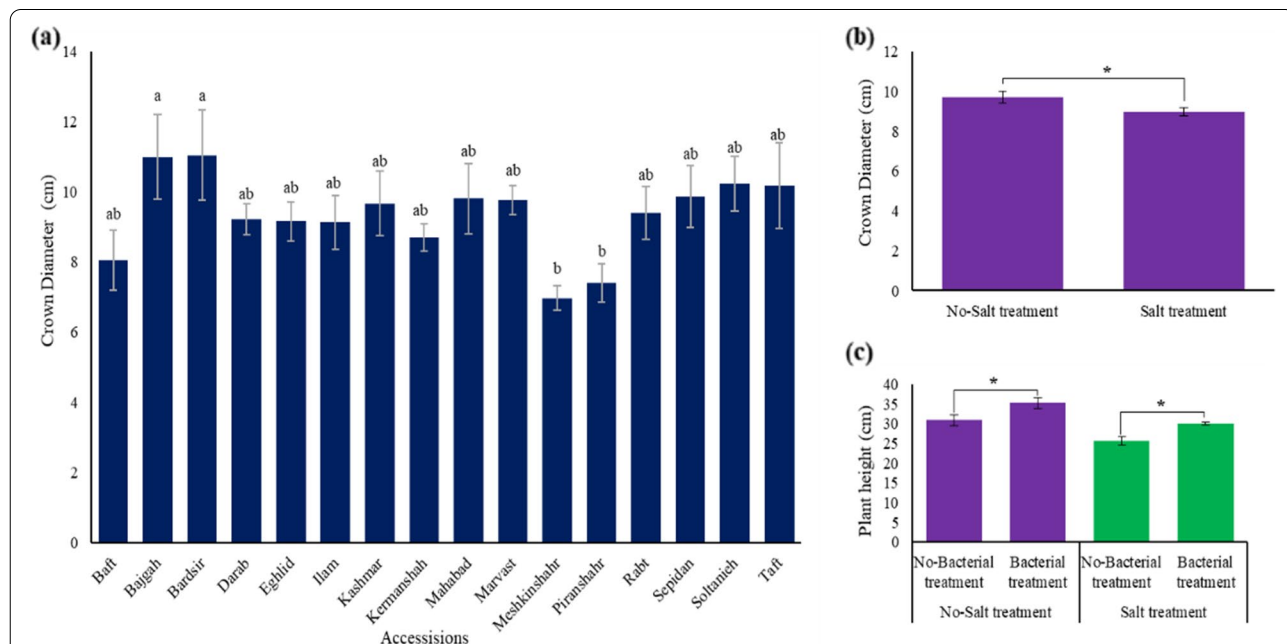 (a)
14
12
10
8
6
4
2
0
Crown Diameter (cm)
ab
a
a
ab
ab
ab
ab
ab
ab
ab
b
b
ab
ab
ab
ab
Baft
Bajgah
Bardsir
Darab
Eghlid
Ilam
Kashmar
Kermanshah
Mahabad
Marvast
Meshkinshahr
Piranshahr
Rabt
Sepidan
Soltanieh
Taft
Accessisions
(b)
12
10
8
6
4
2
0
Crown Diameter (cm)
*
No-Salt treatment
Salt treatment
(c)
40
35
30
25
20
15
10
5
0
Plant height (cm)
*
*
No-Bacterial
treatment
Bacterial
treatment
No-Bacterial
treatment
Bacterial
treatment
No-Salt treatment
Salt treatment